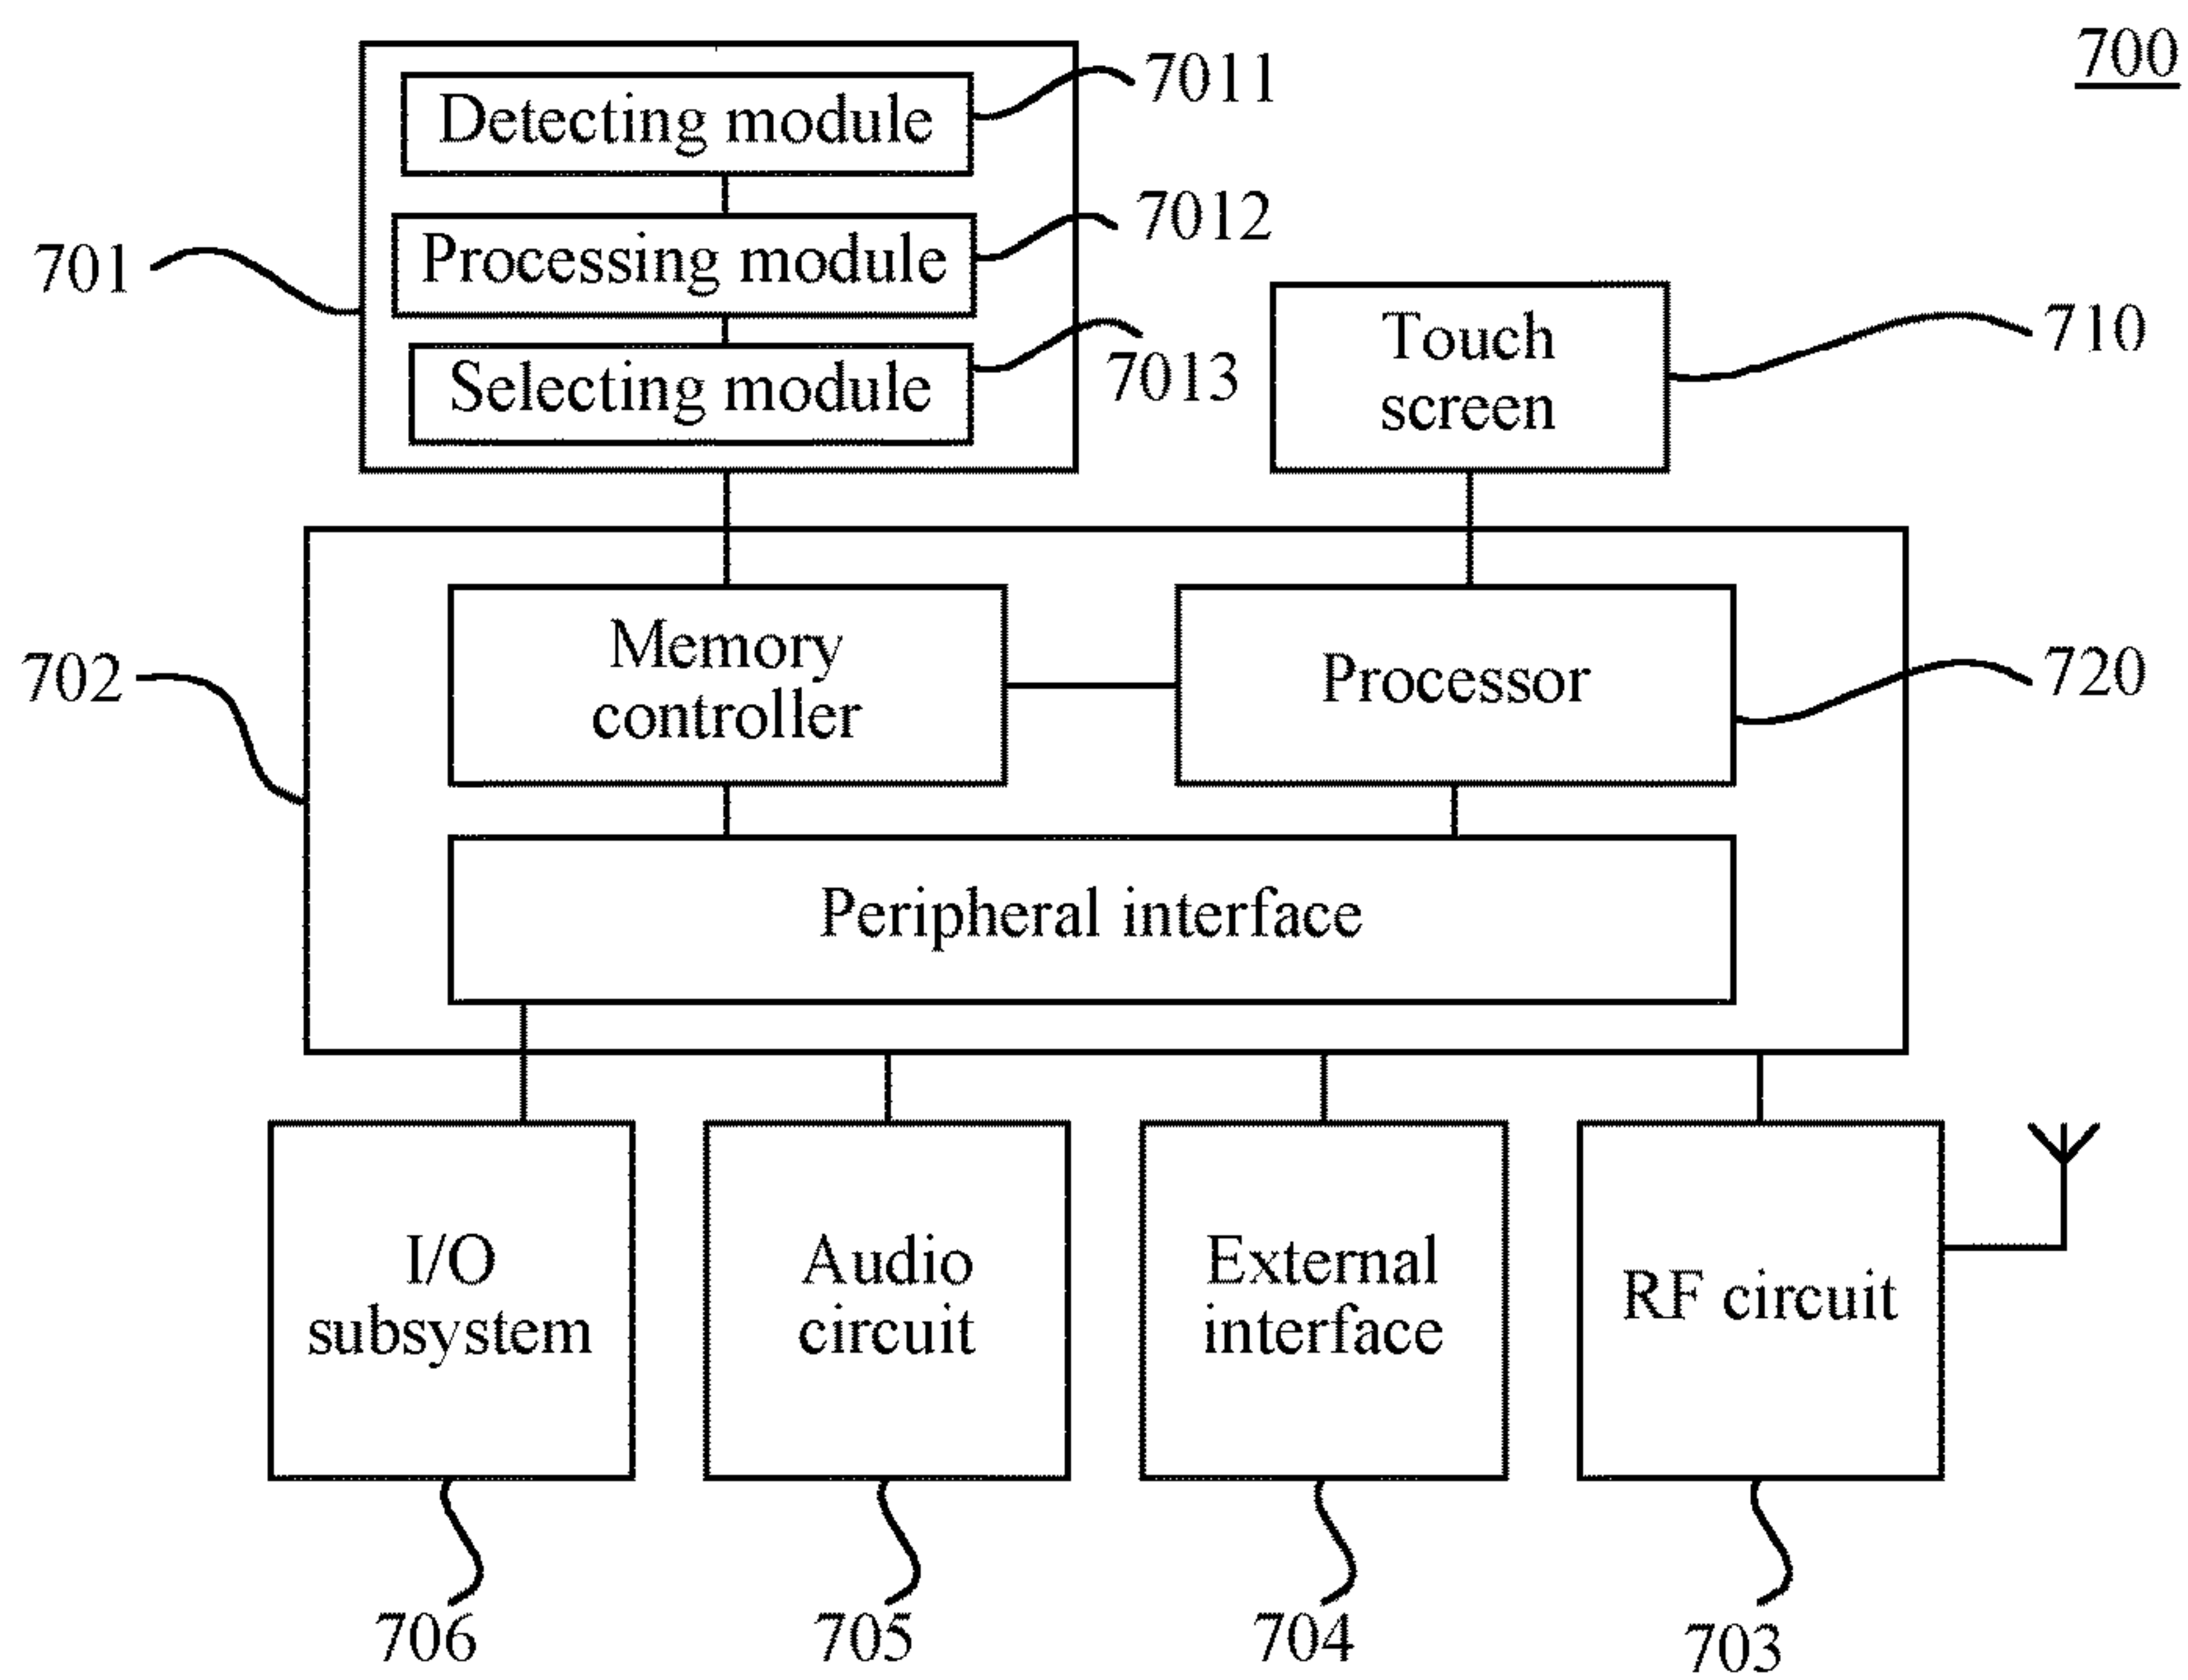 700
Detecting module
7011
Processing module
7012
701
Selecting module
7013
Touch
screen
710
Memory
controller
Processor
702
720
Peripheral interface
I/O
subsystem
Audio
circuit
External
interface
RF circuit
706
705
704
703